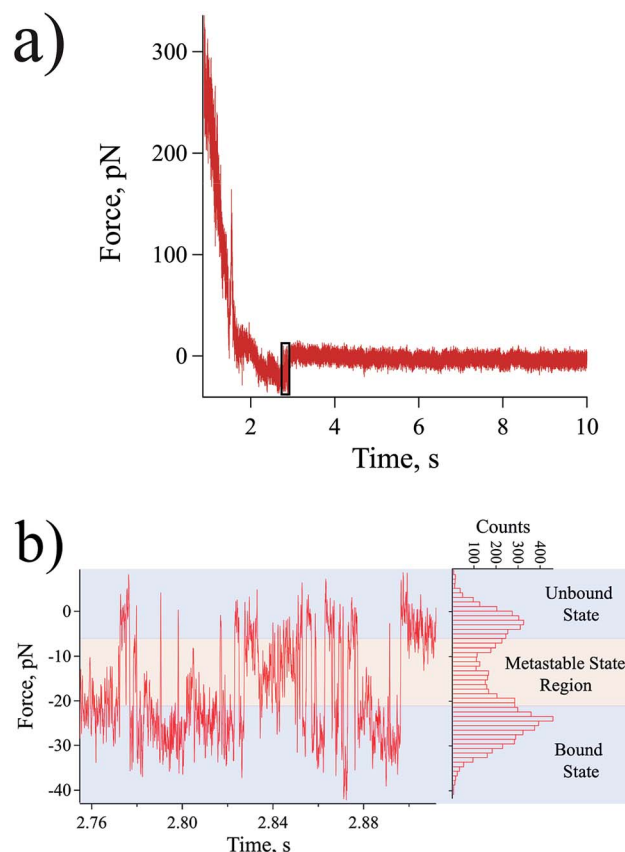 a)
300
200
100
0
Force, pN
2
4
6
8
10
Time, s
b)
Counts
100
200
300
400
0
-10
-20
-30
-40
Force, pN
Unbound
State
Metastable State
Region
Bound
State
2.76
2.80
2.84
2.88
Time, s